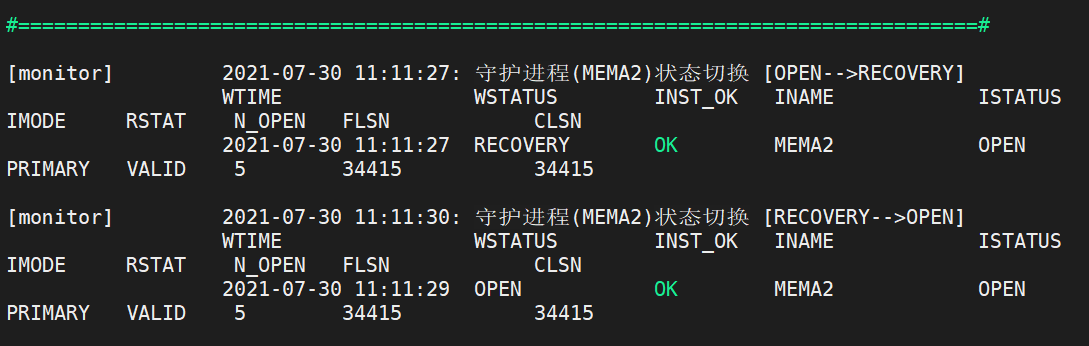 #================================================================================#
[monitor]         2021-07-30 11:11:27: 守护进程(MEMA2)状态切换 [OPEN-->RECOVERY]
                  WTIME                WSTATUS        INST_OK   INAME            ISTATUS
IMODE     RSTAT    N_OPEN   FLSN            CLSN
                  2021-07-30 11:11:27  RECOVERY       OK        MEMA2            OPEN
PRIMARY   VALID    5        34415           34415
[monitor]         2021-07-30 11:11:30: 守护进程(MEMA2)状态切换 [RECOVERY-->OPEN]
                  WTIME                WSTATUS        INST_OK   INAME            ISTATUS
IMODE     RSTAT    N_OPEN   FLSN            CLSN
                  2021-07-30 11:11:29  OPEN           OK        MEMA2            OPEN
PRIMARY   VALID    5        34415           34415